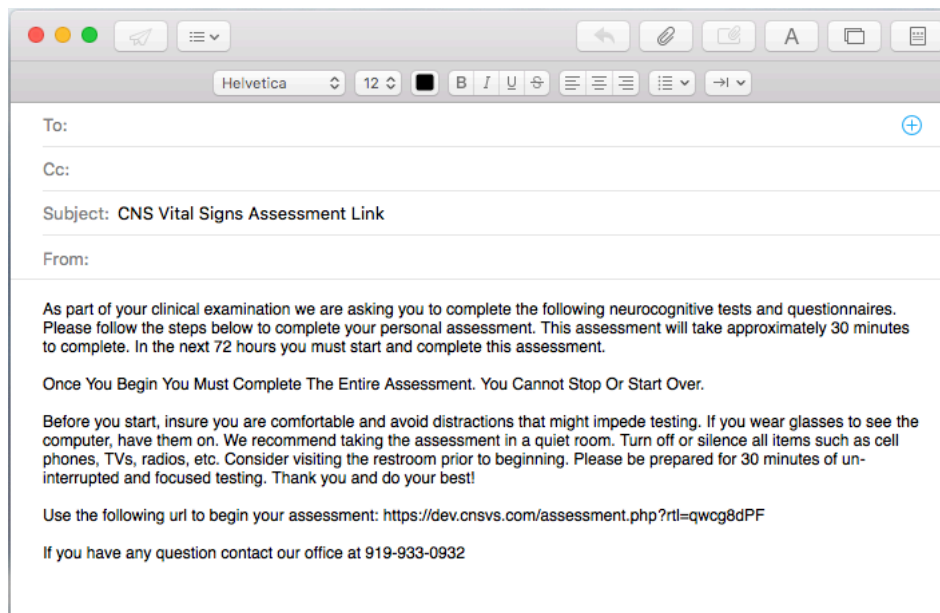 Helvetica 12 B I U S
To:
Cc:
Subject: CNS Vital Signs Assessment Link
From:
As part of your clinical examination we are asking you to complete the following neurocognitive tests and questionnaires.
Please follow the steps below to complete your personal assessment. This assessment will take approximately 30 minutes
to complete. In the next 72 hours you must start and complete this assessment.
Once You Begin You Must Complete The Entire Assessment. You Cannot Stop Or Start Over.
Before you start, insure you are comfortable and avoid distractions that might impede testing. If you wear glasses to see the
computer, have them on. We recommend taking the assessment in a quiet room. Turn off or silence all items such as cell
phones, TVs, radios, etc. Consider visiting the restroom prior to beginning. Please be prepared for 30 minutes of un-
interrupted and focused testing. Thank you and do your best!
Use the following url to begin your assessment: https://dev.cnsvs.com/assessment.php?rtl=qwcg8dPF
If you have any question contact our office at 919-933-0932